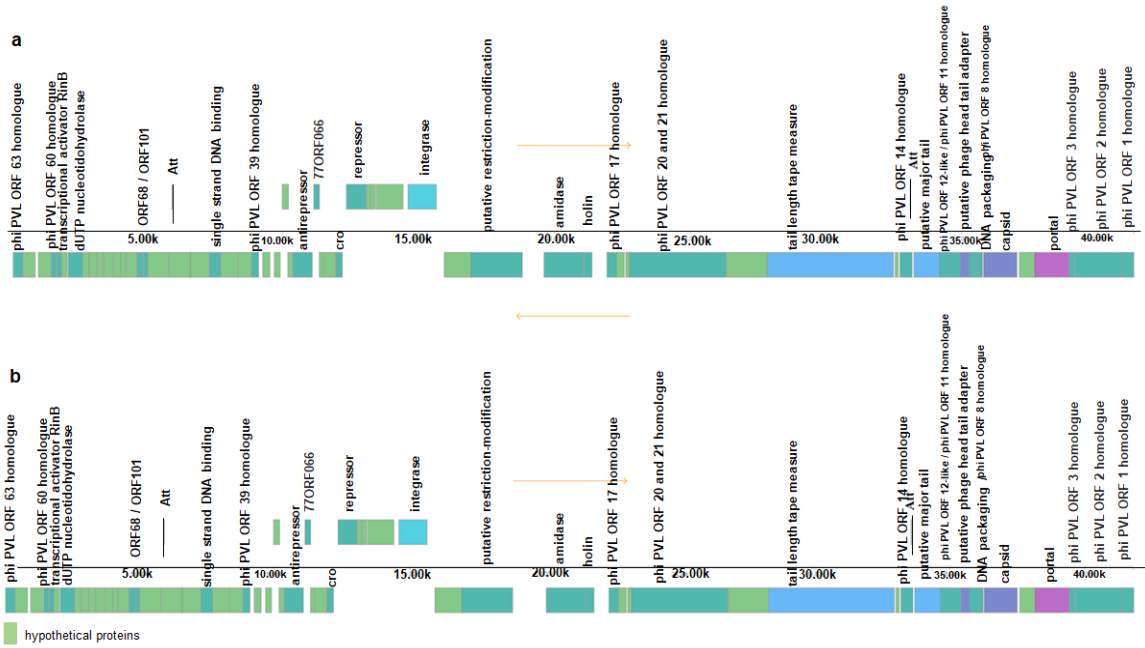 a
phi PVL ORF 63 homologue
phi PVL ORF 60 homologue
transcriptional activator RinB
dUTP nucleotidohydrolase
ORF68 / ORF101
Att
single strand DNA binding
phi PVL ORF 39 homologue
antirepressor
77ORF066
cro
repressor
integrase
putative restriction-modification
amidase
holin
phi PVL ORF 17 homologue
phi PVL ORF 20 and 21 homologue
tail length tape measure
phi PVL ORF 14 homologue
Att
putative major tail
phi PVL ORF 12-like / phi PVL ORF 11 homologue
putative phage head tail adapter
DNA packaging / phi PVL ORF 8 homologue
capsid
portal
phi PVL ORF 3 homologue
phi PVL ORF 2 homologue
phi PVL ORF 1 homologue
5.00k 10.00k 15.00k 20.00k 25.00k 30.00k 35.00k 40.00k
b
phi PVL ORF 63 homologue
phi PVL ORF 60 homologue
transcriptional activator RinB
dUTP nucleotidohydrolase
ORF68 / ORF101
Att
single strand DNA binding
phi PVL ORF 39 homologue
antirepressor
77ORF066
cro
repressor
integrase
putative restriction-modification
amidase
holin
phi PVL ORF 17 homologue
phi PVL ORF 20 and 21 homologue
tail length tape measure
phi PVL ORF 14 homologue
Att
putative major tail
phi PVL ORF 12-like / phi PVL ORF 11 homologue
putative phage head tail adapter
DNA packaging / phi PVL ORF 8 homologue
capsid
portal
phi PVL ORF 3 homologue
phi PVL ORF 2 homologue
phi PVL ORF 1 homologue
5.00k 10.00k 15.00k 20.00k 25.00k 30.00k 35.00k 40.00k
hypothetical proteins